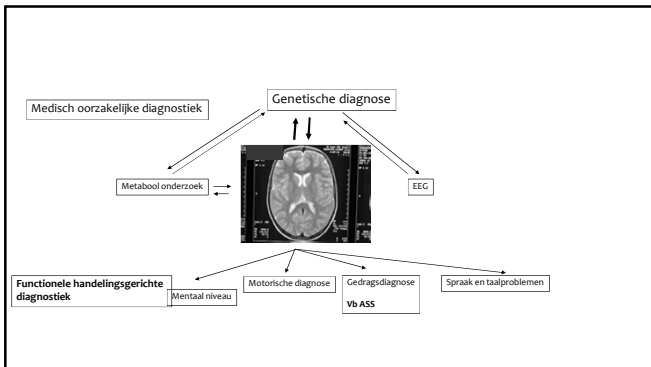 Genetische diagnose
Medisch oorzakelijke diagnostiek
Metabool onderzoek
EEG
Functionele handelingsgerichte
diagnostiek
Mentaal niveau
Motorische diagnose
Gedragsdiagnose
Vb ASS
Spraak en taalproblemen